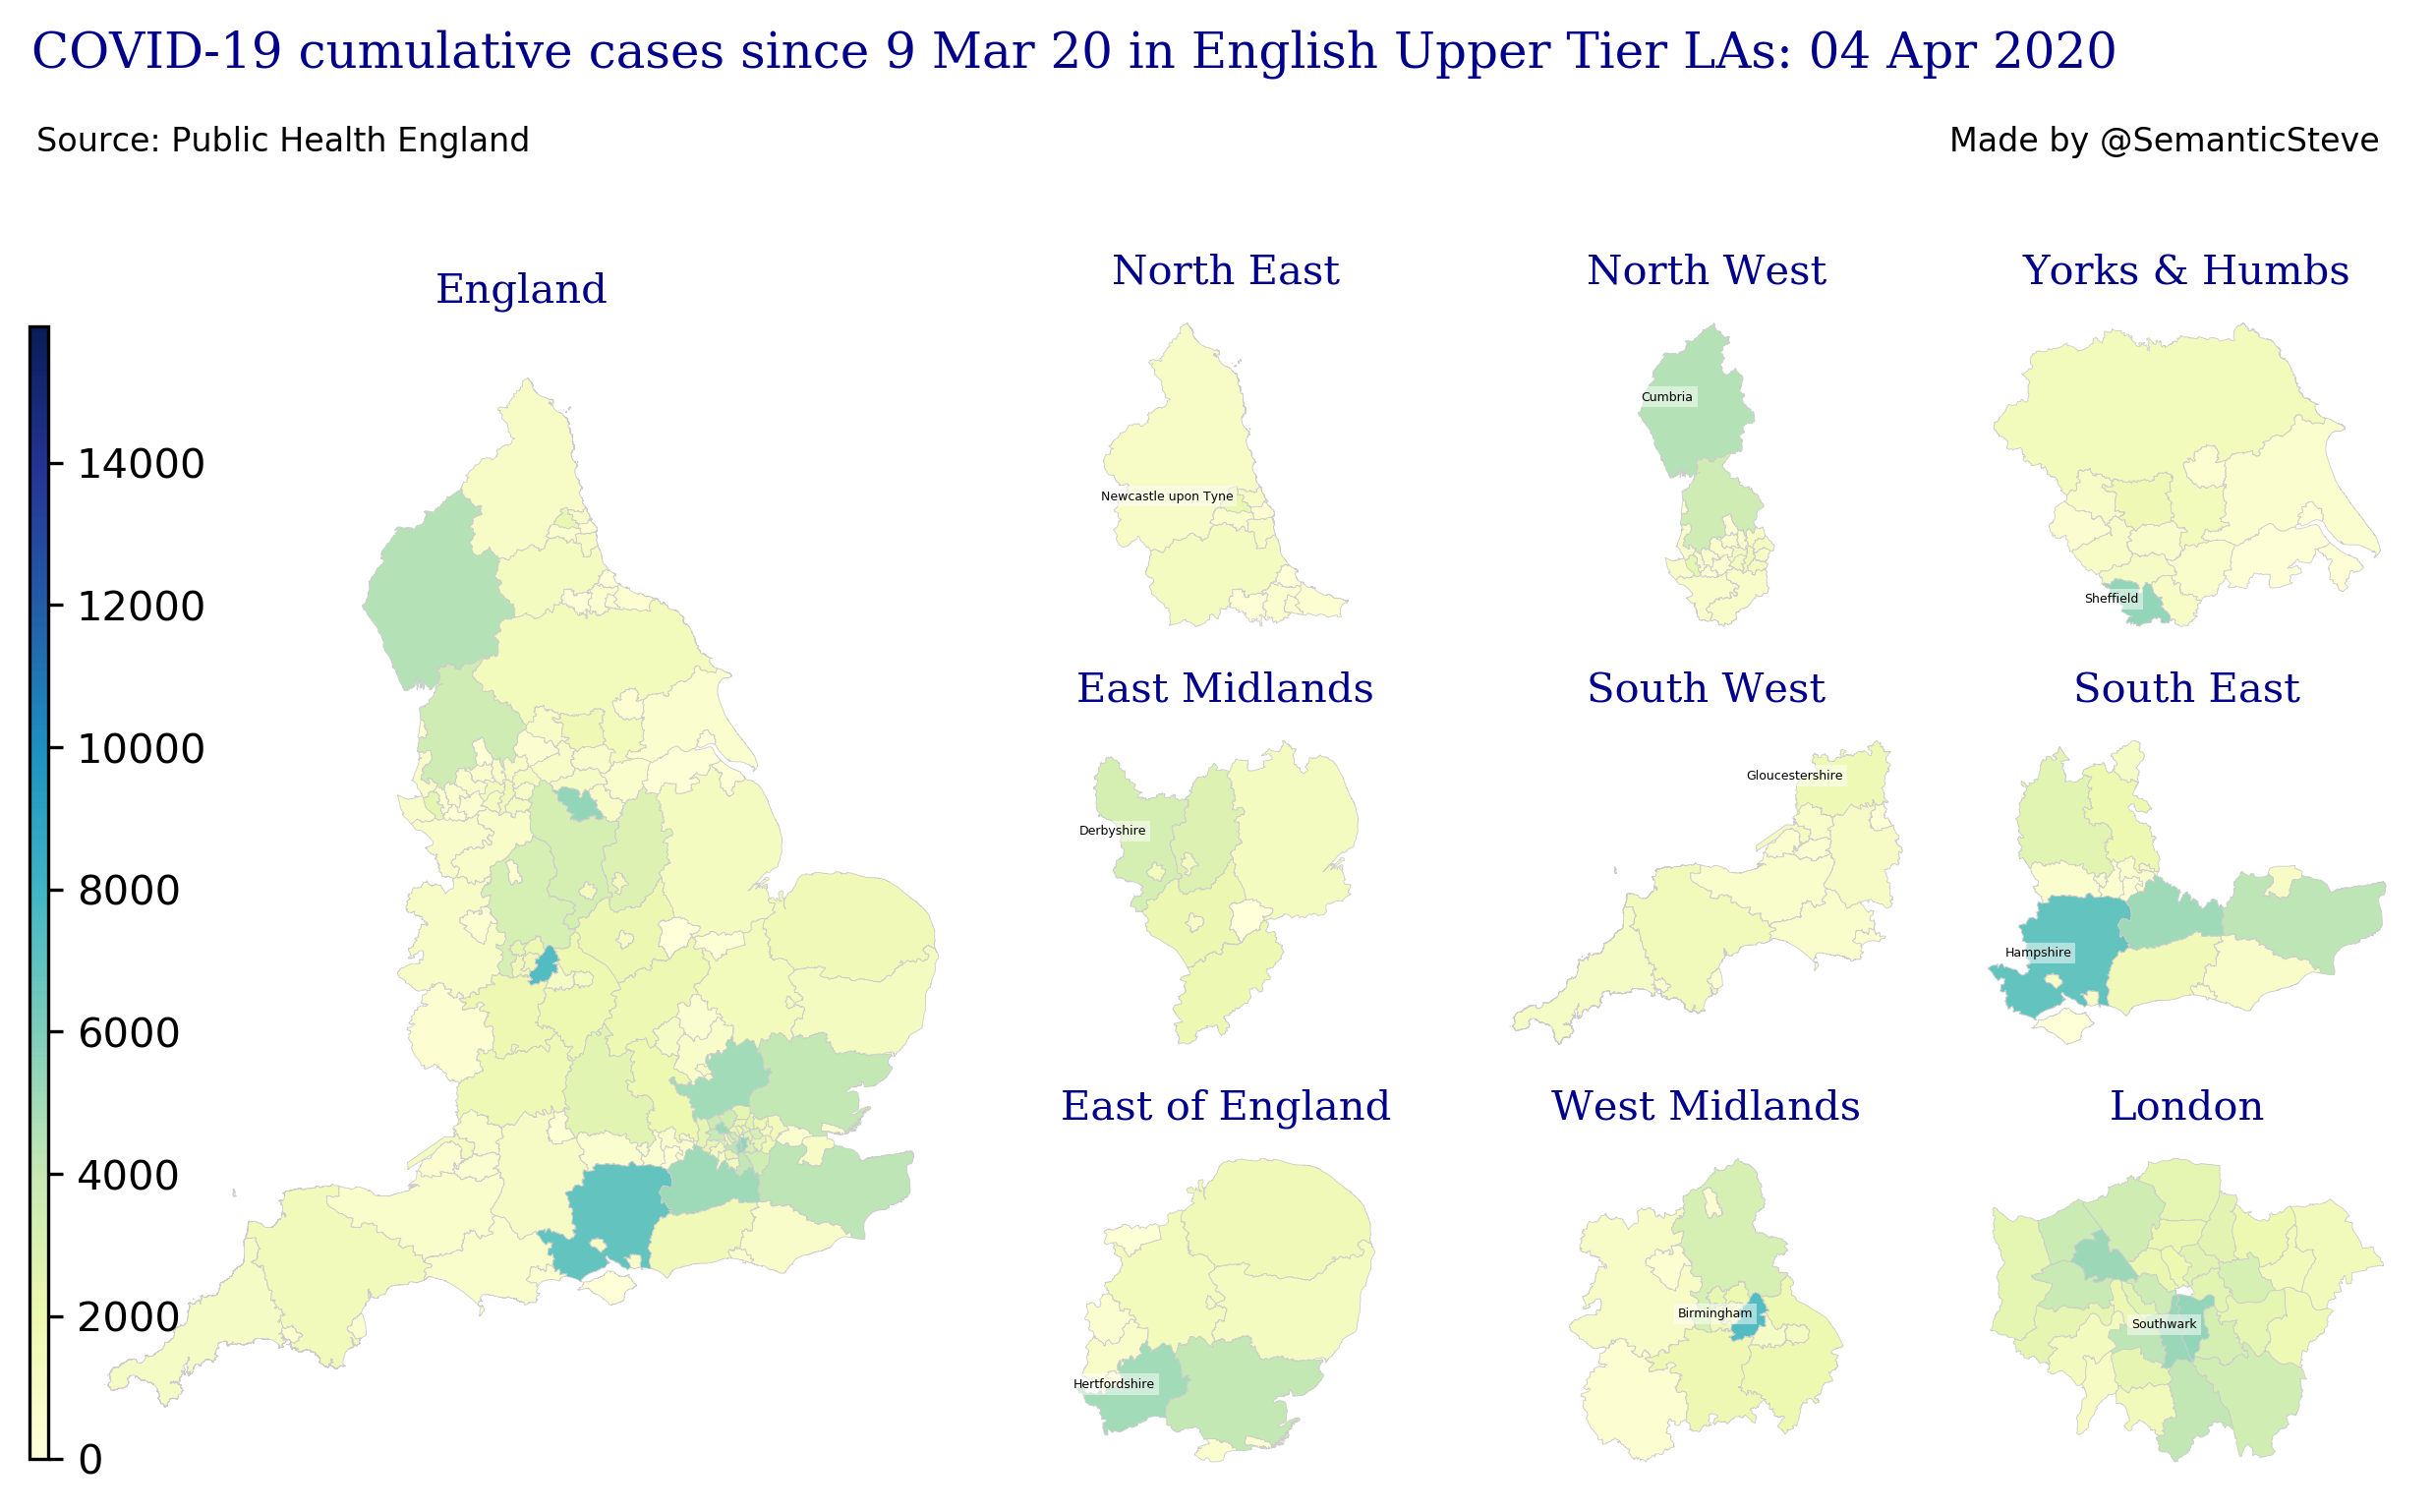 COVID-19 cumulative cases since 9 Mar 20 in English Upper Tier LAs: 04 Apr 2020
Source: Public Health England
Made by @SemanticSteve
England
14000
12000
10000
8000
6000
4000
2000
0
North East
Newcastle upon Tyne
North West
Cumbria
Yorks & Humbs
Sheffield
East Midlands
Derbyshire
South West
Gloucestershire
South East
Hampshire
East of England
Hertfordshire
West Midlands
Birmingham
London
Southwark